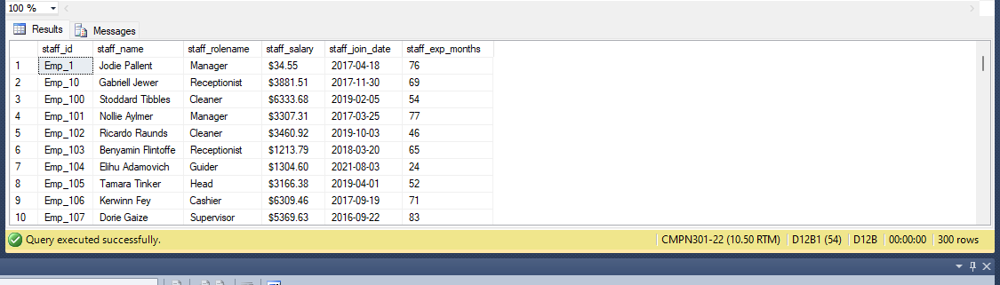 100 %
Results Messages
staff_id staff_name staff_rolename staff_salary staff_join_date staff_exp_months
1 Emp_1 Jodie Pallent Manager $34.55 2017-04-18 76
2 Emp_10 Gabriell Jewer Receptionist $3881.51 2017-11-30 69
3 Emp_100 Stoddard Tibbles Cleaner $6333.68 2019-02-05 54
4 Emp_101 Nollie Aylmer Manager $3307.31 2017-03-25 77
5 Emp_102 Ricardo Raunds Cleaner $3460.92 2019-10-03 46
6 Emp_103 Benyamin Flintoffe Receptionist $1213.79 2018-03-20 65
7 Emp_104 Elihu Adamovich Guider $1304.60 2021-08-03 24
8 Emp_105 Tamara Tinker Head $3166.38 2019-04-01 52
9 Emp_106 Kerwinn Fey Cashier $6309.46 2017-09-19 71
10 Emp_107 Dorie Gaize Supervisor $5369.63 2016-09-22 83
Query executed successfully. CMPN301-22 (10.50 RTM) D12B1 (54) D12B 00:00:00 300 rows